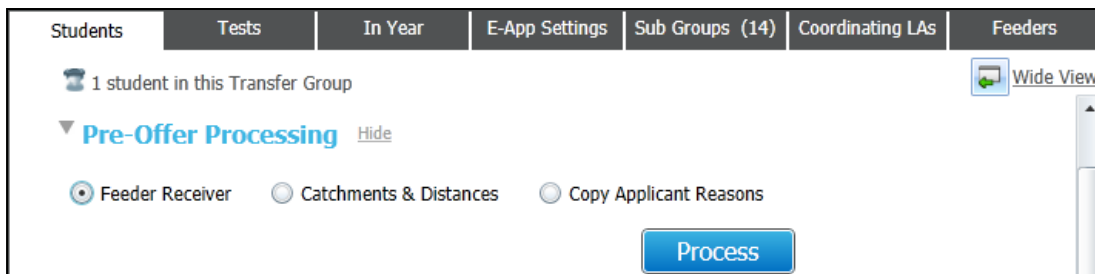 Students Tests In Year E-App Settings Sub Groups (14) Coordinating LAs Feeders
1 student in this Transfer Group Wide View
Pre-Offer Processing Hide
Feeder Receiver Catchments & Distances Copy Applicant Reasons
Process